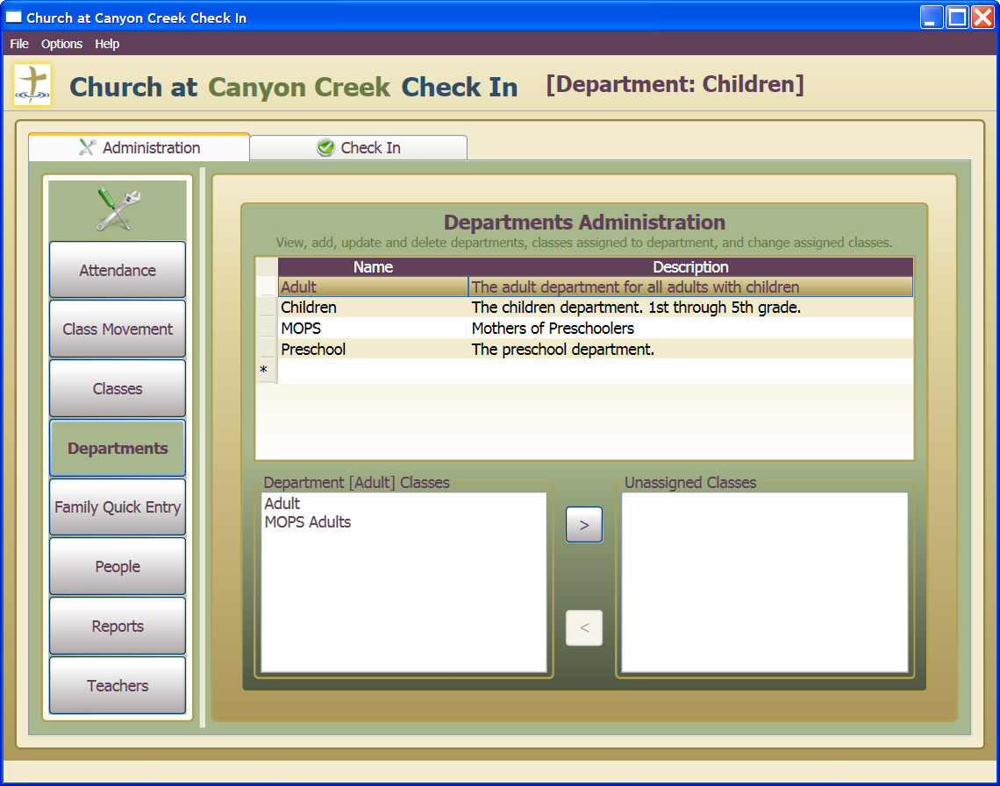 Church at Canyon Creek Check In
File Options Help
Church at Canyon Creek Check In [Department: Children]
Administration Check In
Attendance
Class Movement
Classes
Departments
Family Quick Entry
People
Reports
Teachers
Departments Administration
View, add, update and delete departments, classes assigned to department, and change assigned classes.
Name Description
Adult The adult department for all adults with children
Children The children department. 1st through 5th grade.
MOPS Mothers of Preschoolers
Preschool The preschool department.
*
Department [Adult] Classes
Adult
MOPS Adults
>
<
Unassigned Classes